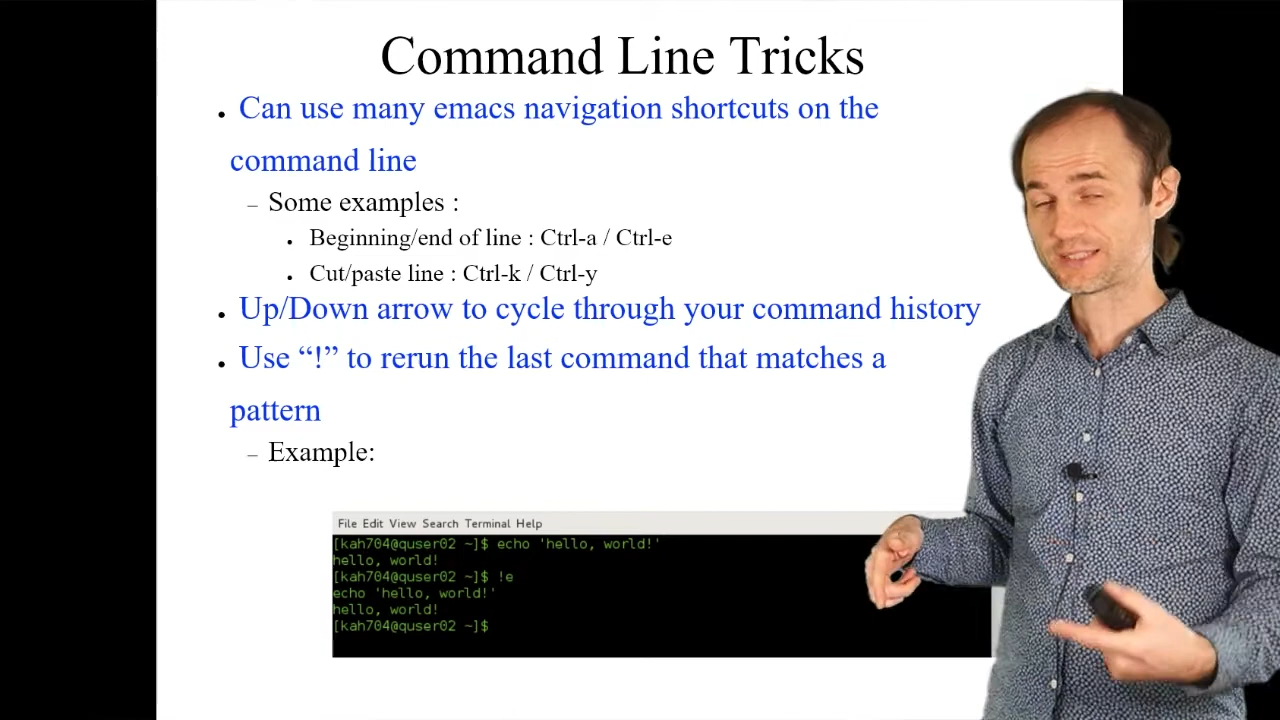 Command Line Tricks
• Can use many emacs navigation shortcuts on the
command line
– Some examples :
• Beginning/end of line : Ctrl-a / Ctrl-e
• Cut/paste line : Ctrl-k / Ctrl-y
• Up/Down arrow to cycle through your command history
• Use “!” to rerun the last command that matches a
pattern
– Example:
File Edit View Search Terminal Help
[kah704@quser02 ~]$ echo 'hello, world!'
hello, world!
[kah704@quser02 ~]$ !e
echo 'hello, world!'
hello, world!
[kah704@quser02 ~]$